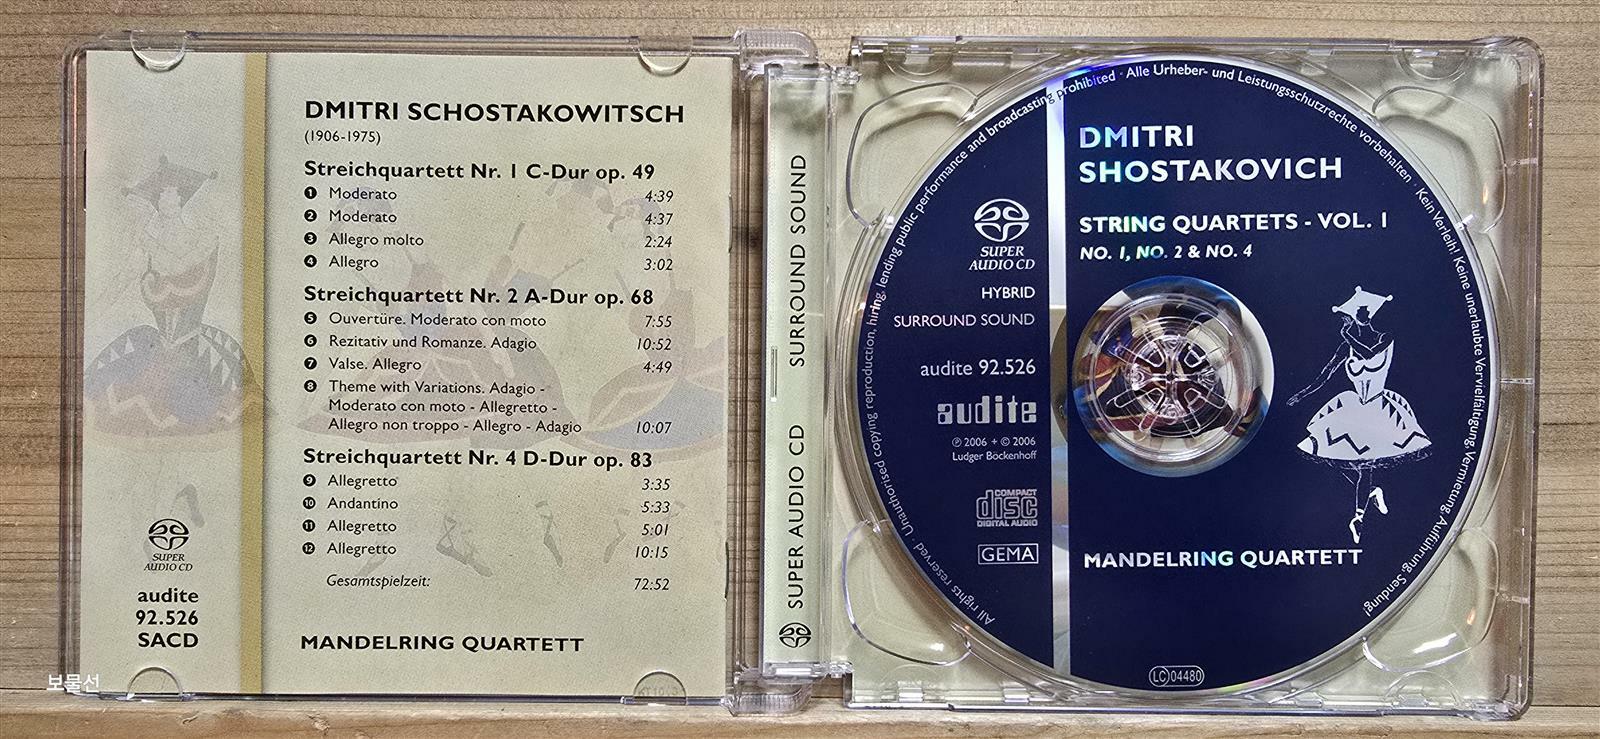 DMITRI SCHOSTAKOWITSCH
(1906-1975)
Streichquartett Nr. 1 C-Dur op. 49
1 Moderato 4:39
2 Moderato 4:37
3 Allegro molto 2:24
4 Allegro 3:02
Streichquartett Nr. 2 A-Dur op. 68
5 Ouvertüre. Moderato con moto 7:55
6 Rezitativ und Romanze. Adagio 10:52
7 Valse. Allegro 4:49
8 Theme with Variations. Adagio -
Moderato con moto - Allegretto -
Allegro non troppo - Allegro - Adagio 10:07
Streichquartett Nr. 4 D-Dur op. 83
9 Allegretto 3:35
10 Andantino 5:33
11 Allegretto 5:01
12 Allegretto 10:15
Gesamtspielzeit: 72:52
MANDELRING QUARTETT
SUPER
AUDIO CD
audite
92.526
SACD
보물선
SUPER AUDIO CD SURROUND SOUND
DMITRI
SHOSTAKOVICH
STRING QUARTETS - VOL. 1
NO. 1, NO. 2 & NO. 4
SUPER
AUDIO CD
HYBRID
SURROUND SOUND
audite 92.526
audite
℗ 2006 + © 2006
Ludger Böckenhoff
COMPACT
disc
DIGITAL AUDIO
GEMA
MANDELRING QUARTETT
LC 04480
All rights reserved · Unauthorised copying reproduction, hiring, lending public performance and broadcasting prohibited · Alle Urheber- und Leistungsschutzrechte vorbehalten · Kein Verleih! Keine unerlaubte Vervielfältigung, Vermietung, Aufführung, Sendung!